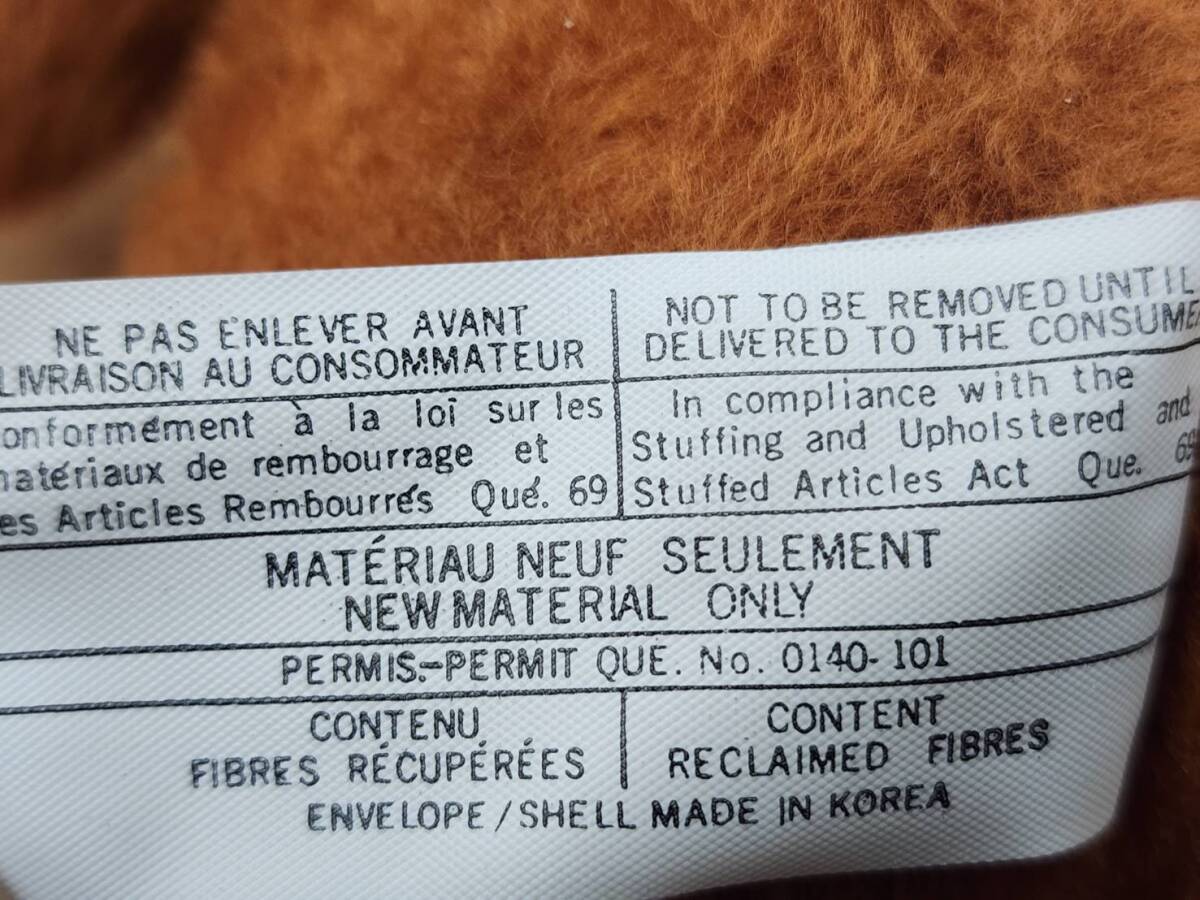 NE PAS ENLEVER AVANT
LIVRAISON AU CONSOMMATEUR
NOT TO BE REMOVED UNTIL
DELIVERED TO THE CONSUME
onformément à la loi sur les
matériaux de rembourrage et
es Articles Rembourrés Qué. 69
In compliance with the
Stuffing and Upholstered and
Stuffed Articles Act Que. 69
MATÉRIAU NEUF SEULEMENT
NEW MATERIAL ONLY
PERMIS.-PERMIT QUE. No. 0140-101
CONTENU
FIBRES RÉCUPÉRÉES
CONTENT
RECLAIMED FIBRES
ENVELOPE/SHELL MADE IN KOREA